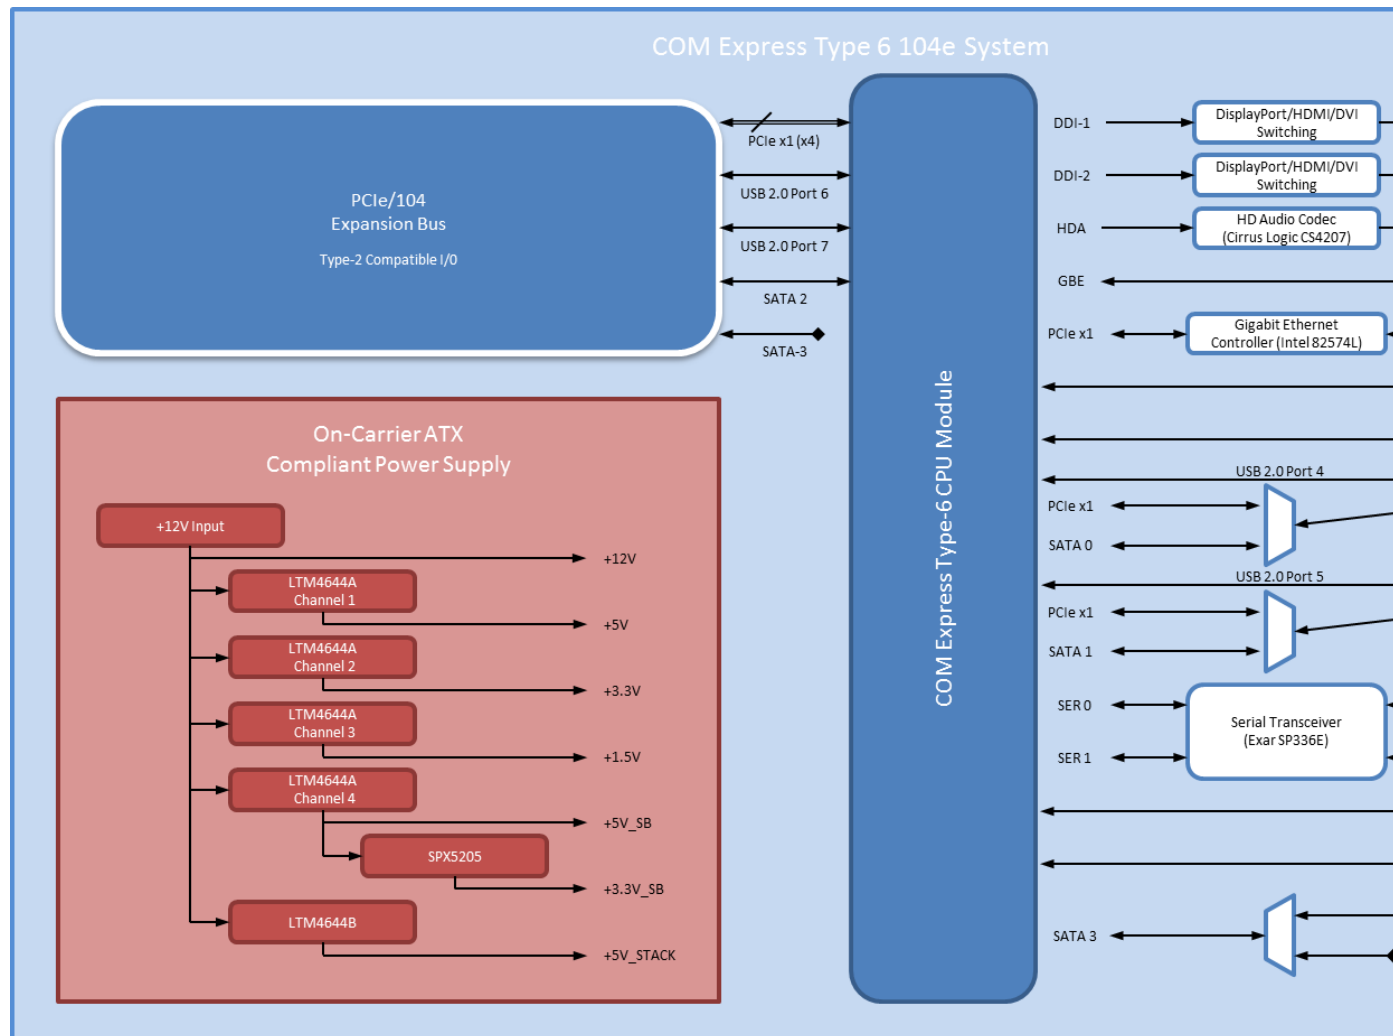 COM Express Type 6 104e System
PCIe/104
Expansion Bus
Type-2 Compatible I/0
PCIe x1 (x4)
USB 2.0 Port 6
USB 2.0 Port 7
SATA 2
SATA-3
On-Carrier ATX
Compliant Power Supply
+12V Input
+12V
LTM4644A
Channel 1
+5V
LTM4644A
Channel 2
+3.3V
LTM4644A
Channel 3
+1.5V
LTM4644A
Channel 4
+5V_SB
SPX5205
+3.3V_SB
LTM4644B
+5V_STACK
COM Express Type-6 CPU Module
DDI-1
DisplayPort/HDMI/DVI
Switching
DDI-2
DisplayPort/HDMI/DVI
Switching
HDA
HD Audio Codec
(Cirrus Logic CS4207)
GBE
PCIe x1
Gigabit Ethernet
Controller (Intel 82574L)
USB 2.0 Port 4
PCIe x1
SATA 0
USB 2.0 Port 5
PCIe x1
SATA 1
SER 0
Serial Transceiver
(Exar SP336E)
SER 1
SATA 3